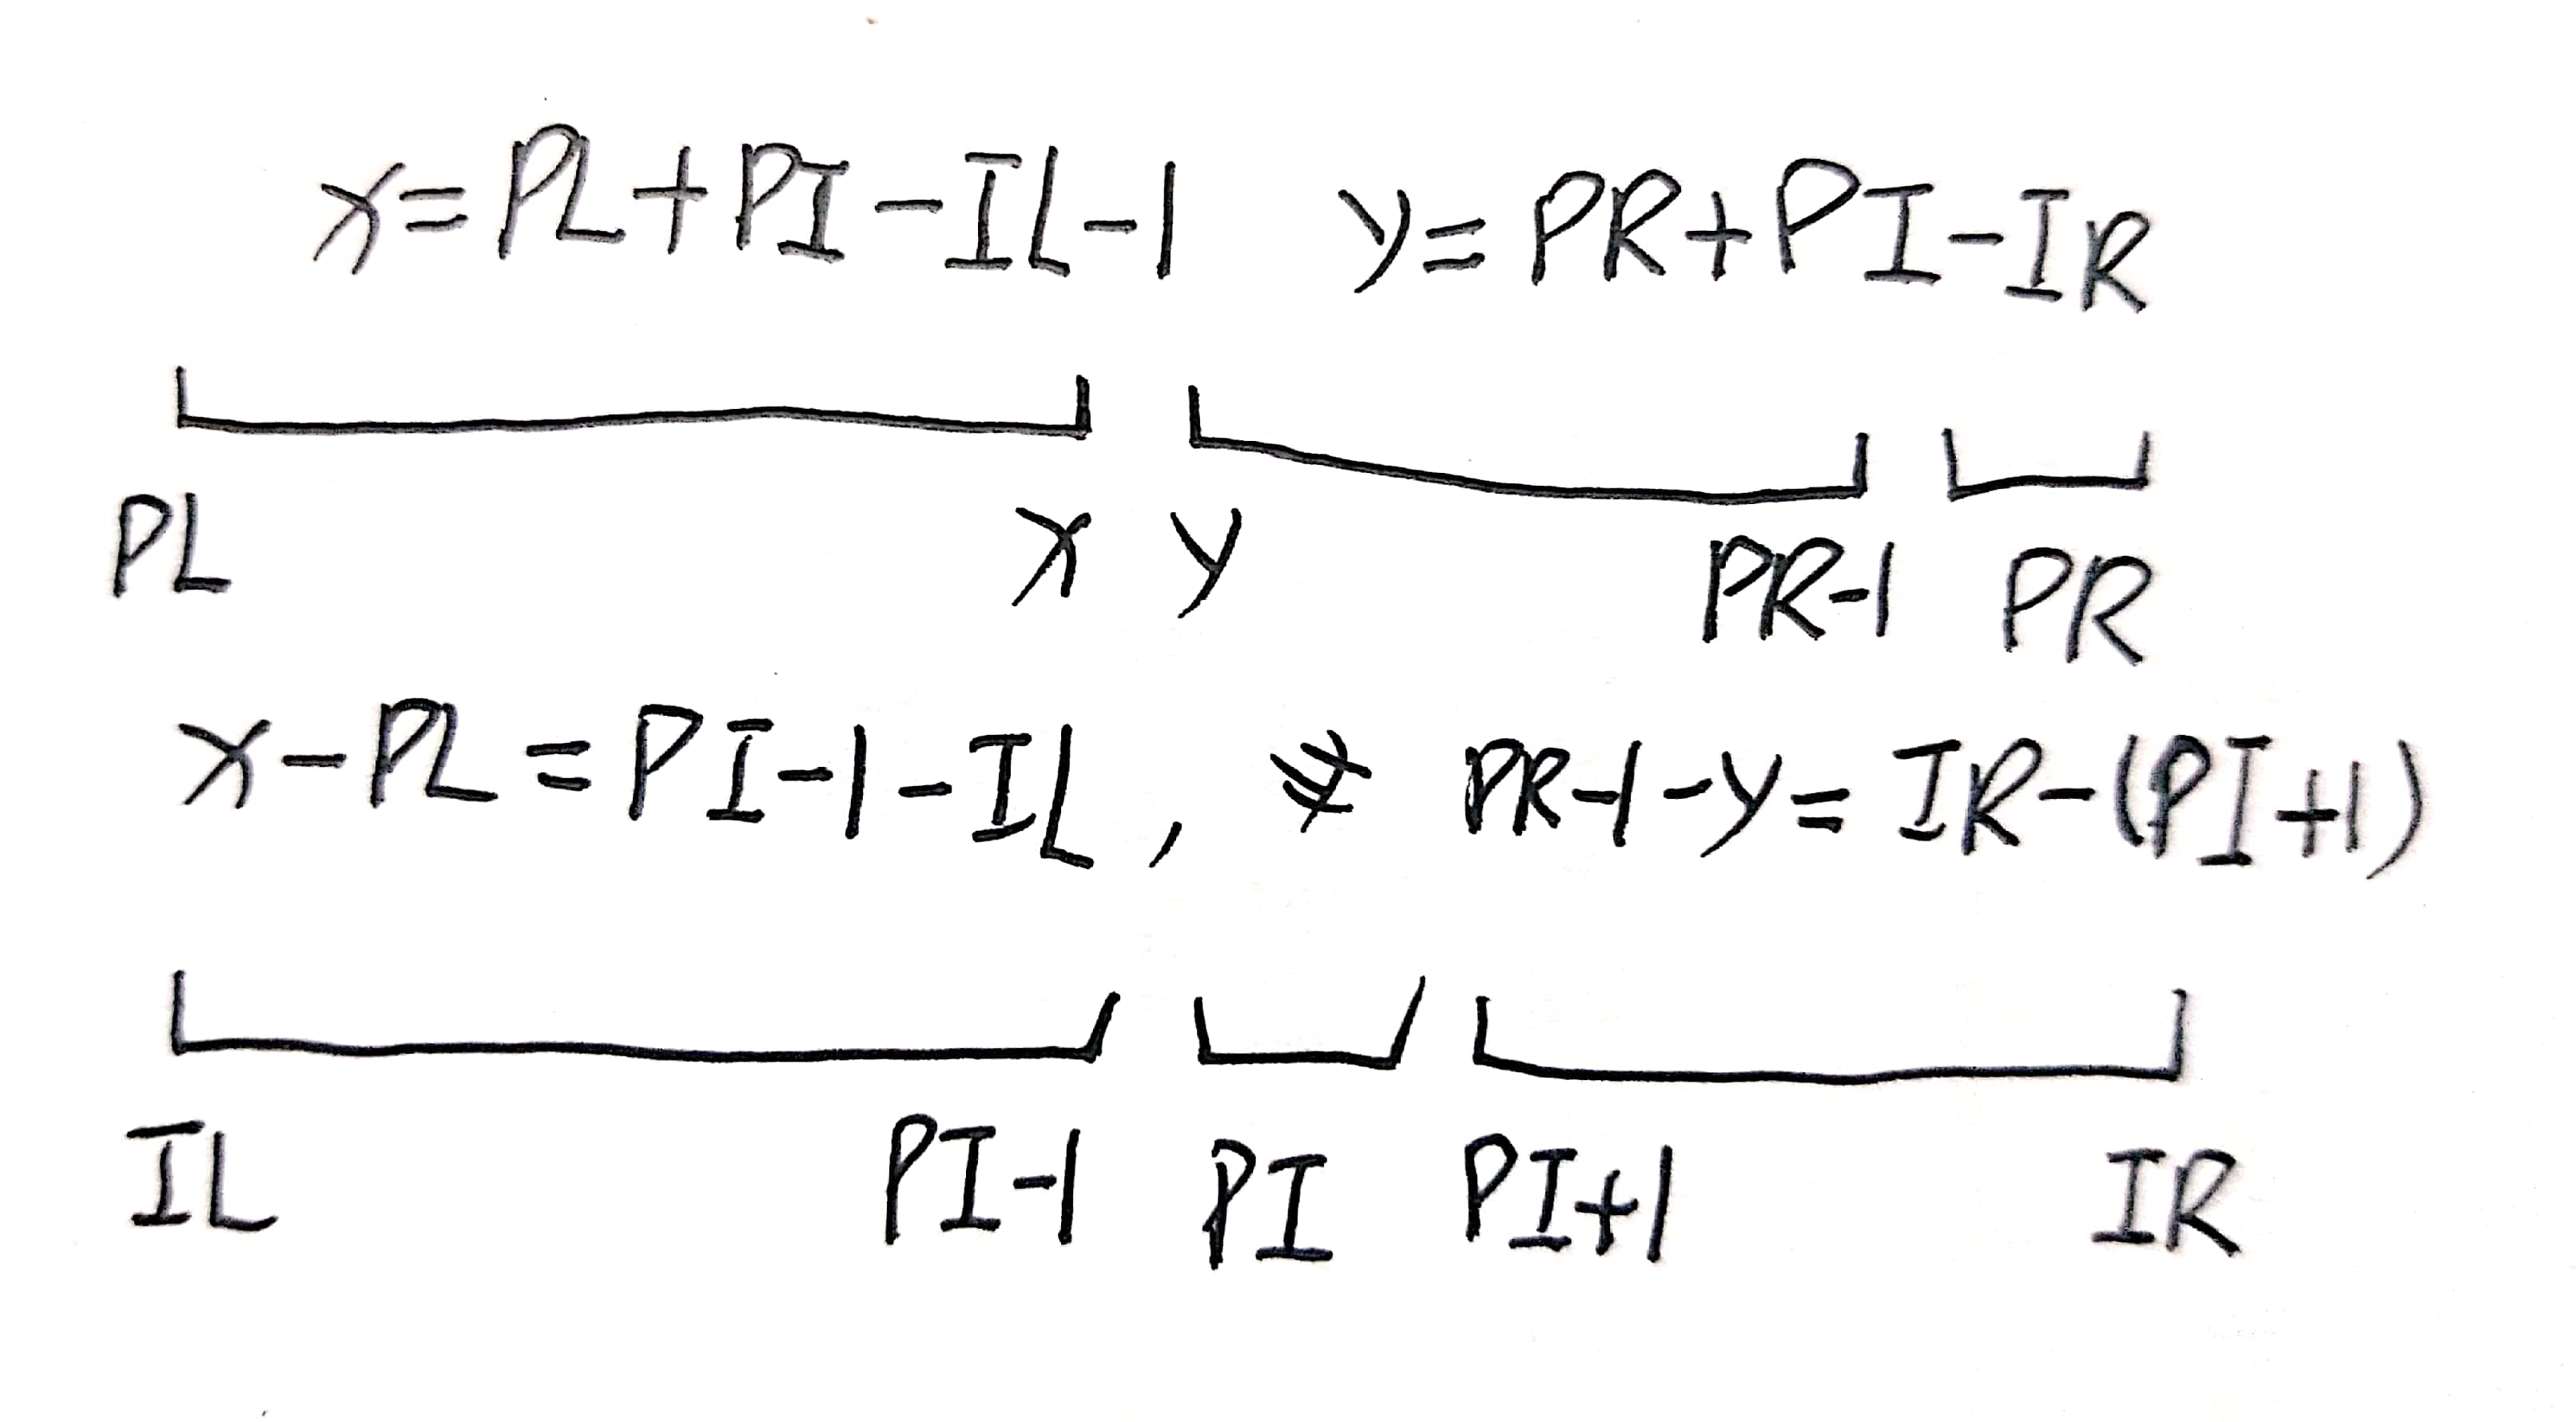 x=PL+PI-IL-1 y=PR+PI-IR
PL x y PR-1 PR
x-PL=PI-1-IL, PR-1-y=IR-(PI+1)
IL PI-1 PI PI+1 IR